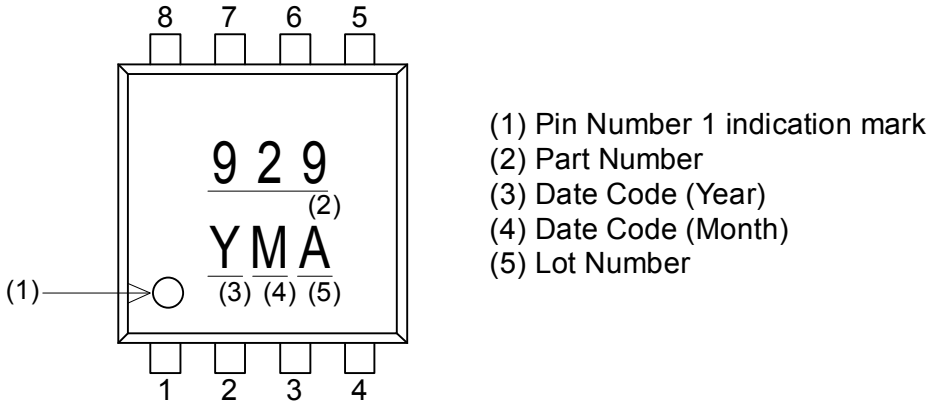 8 7 6 5
929
(2)
YMA
(3) (4) (5)
(1)
1 2 3 4
(1) Pin Number 1 indication mark
(2) Part Number
(3) Date Code (Year)
(4) Date Code (Month)
(5) Lot Number